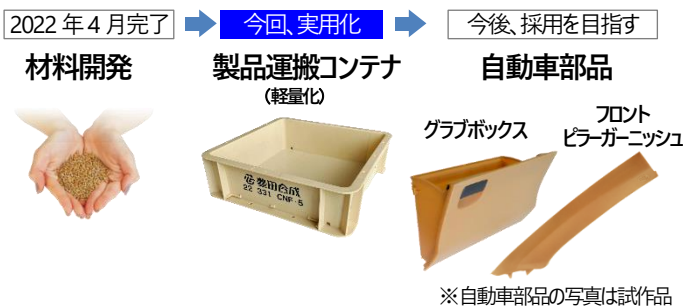 2022年4月完了
今回、実用化
今後、採用を目指す
材料開発
製品運搬コンテナ
(軽量化)
自動車部品
グラブボックス
フロント
ピラーガーニッシュ
豊田合成
22 331 CNF-5
※自動車部品の写真は試作品